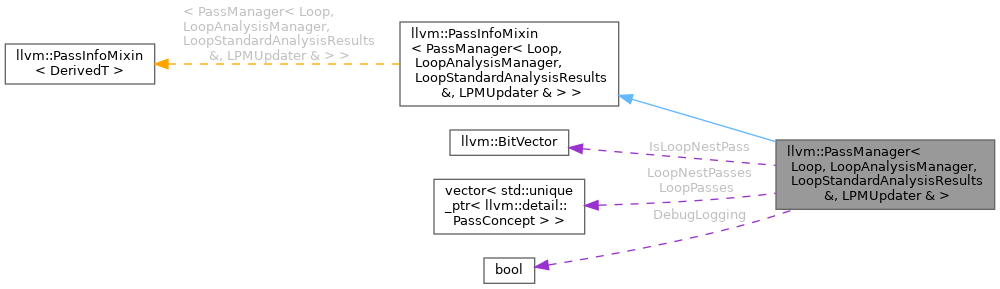 < PassManager< Loop,
LoopAnalysisManager,
LoopStandardAnalysisResults
&, LPMUpdater & > >
llvm::PassInfoMixin
< DerivedT >
llvm::PassInfoMixin
< PassManager< Loop,
LoopAnalysisManager,
LoopStandardAnalysisResults
&, LPMUpdater & > >
llvm::BitVector
IsLoopNestPass
vector< std::unique
_ptr< llvm::detail::
PassConcept > >
LoopNestPasses
LoopPasses
DebugLogging
bool
llvm::PassManager<
Loop, LoopAnalysisManager,
LoopStandardAnalysisResults
&, LPMUpdater & >